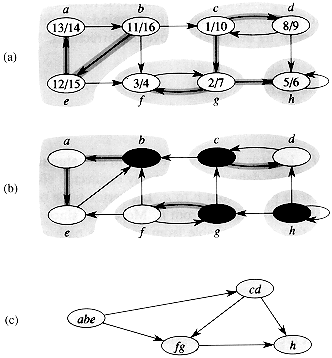 a b c d
(a) 13/14 11/16 1/10 8/9
12/15 3/4 2/7 5/6
e f g h
a b c d
(b)
e f g h
cd
(c) abe
fg h